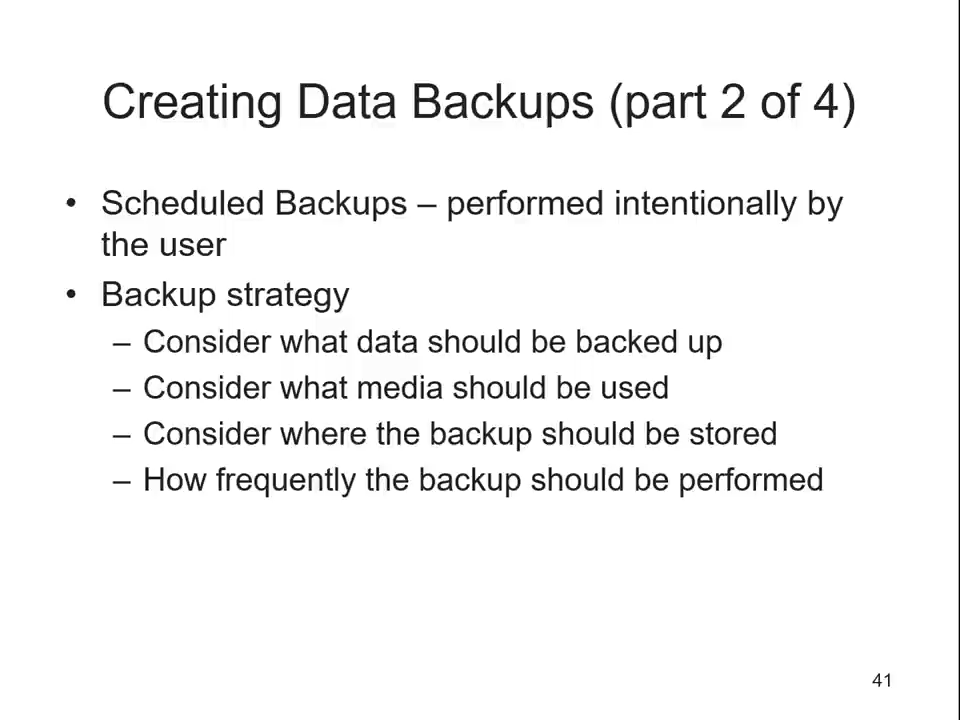 Creating Data Backups (part 2 of 4)
• Scheduled Backups – performed intentionally by
the user
• Backup strategy
– Consider what data should be backed up
– Consider what media should be used
– Consider where the backup should be stored
– How frequently the backup should be performed
41